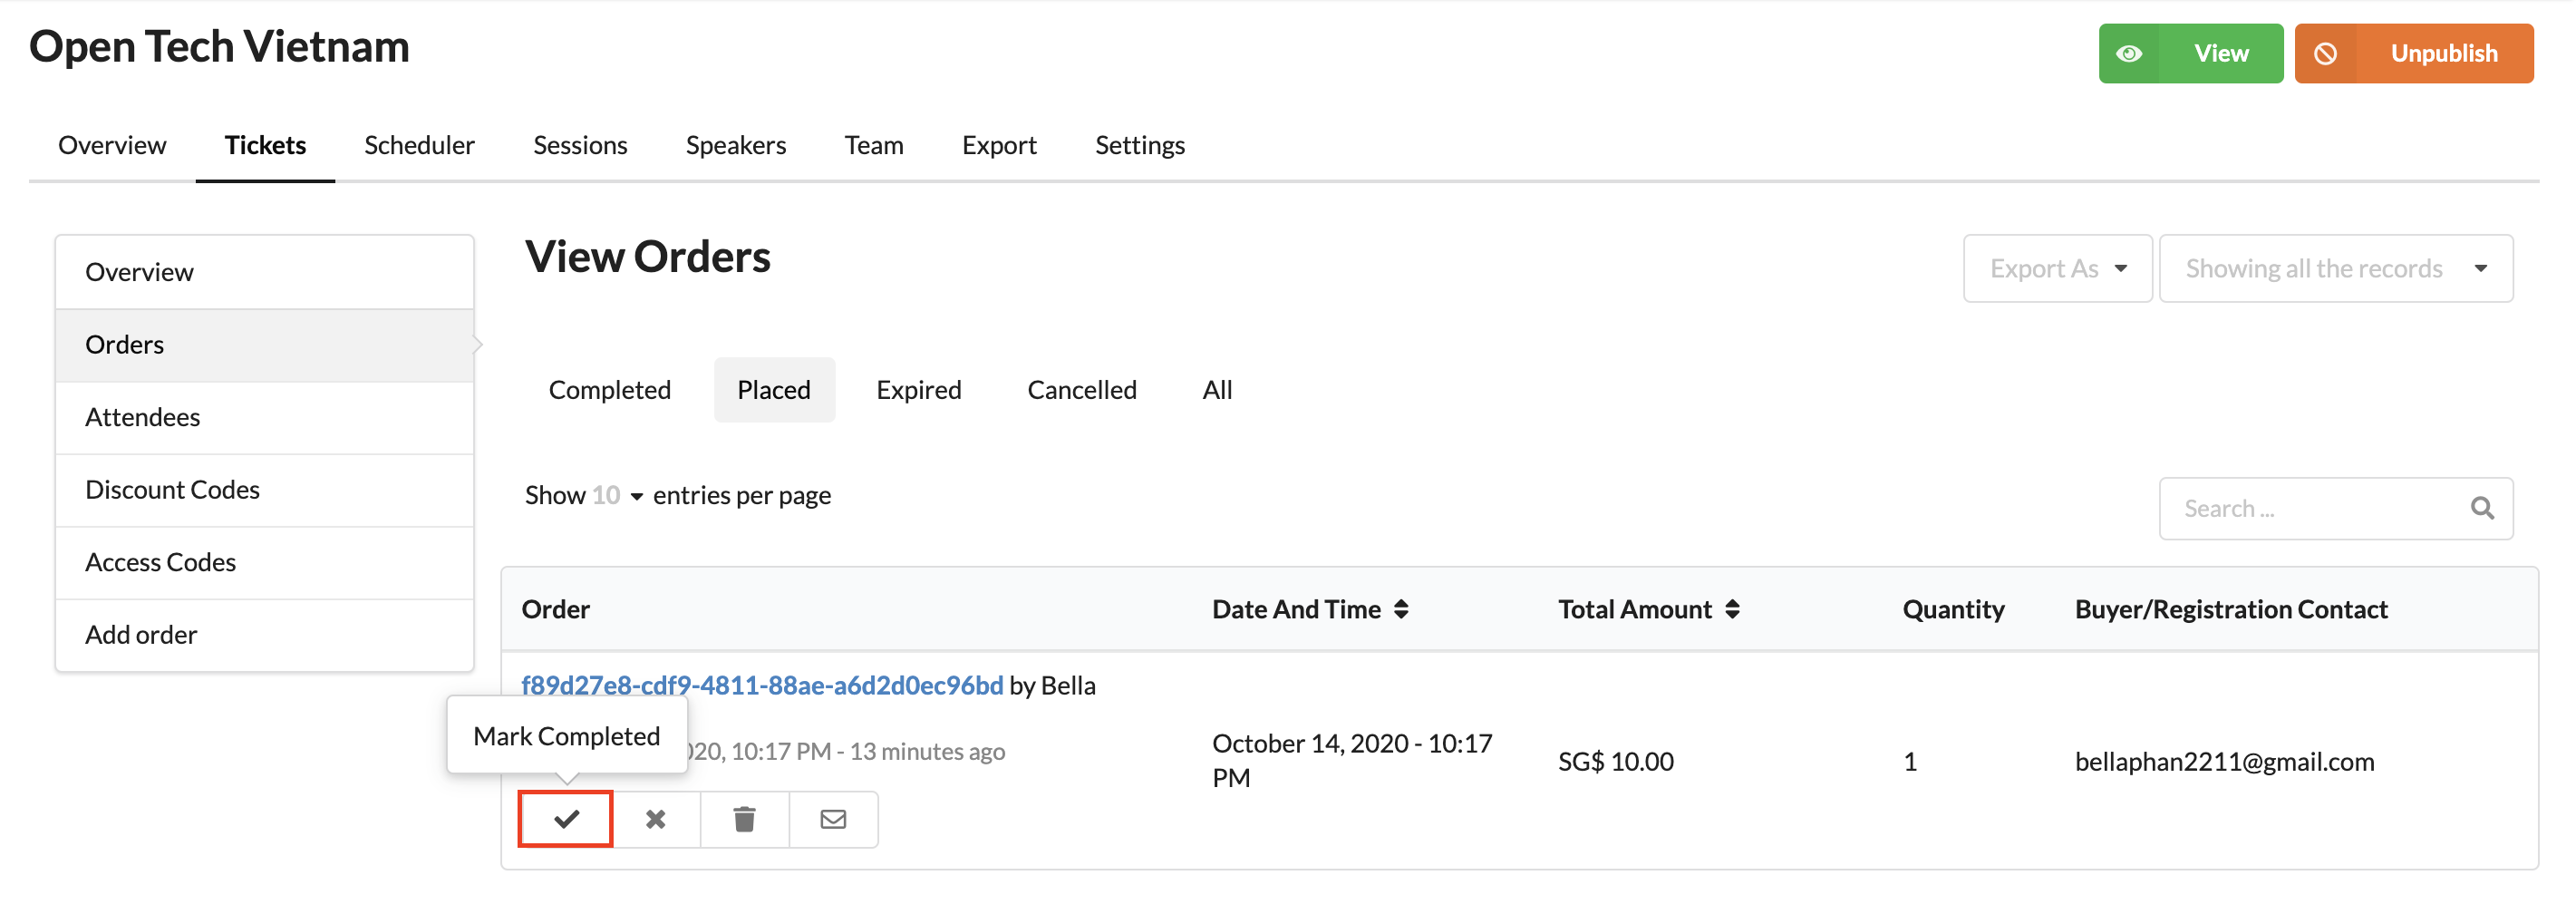 Open Tech Vietnam
View
Unpublish
Overview Tickets Scheduler Sessions Speakers Team Export Settings
Overview
Orders
Attendees
Discount Codes
Access Codes
Add order
View Orders
Export As
Showing all the records
Completed Placed Expired Cancelled All
Show 10 entries per page
Search ...
Order Date And Time Total Amount Quantity Buyer/Registration Contact
f89d27e8-cdf9-4811-88ae-a6d2d0ec96bd by Bella
Mark Completed
10:17 PM - 13 minutes ago
October 14, 2020 - 10:17
PM
SG$ 10.00
1
bellaphan2211@gmail.com